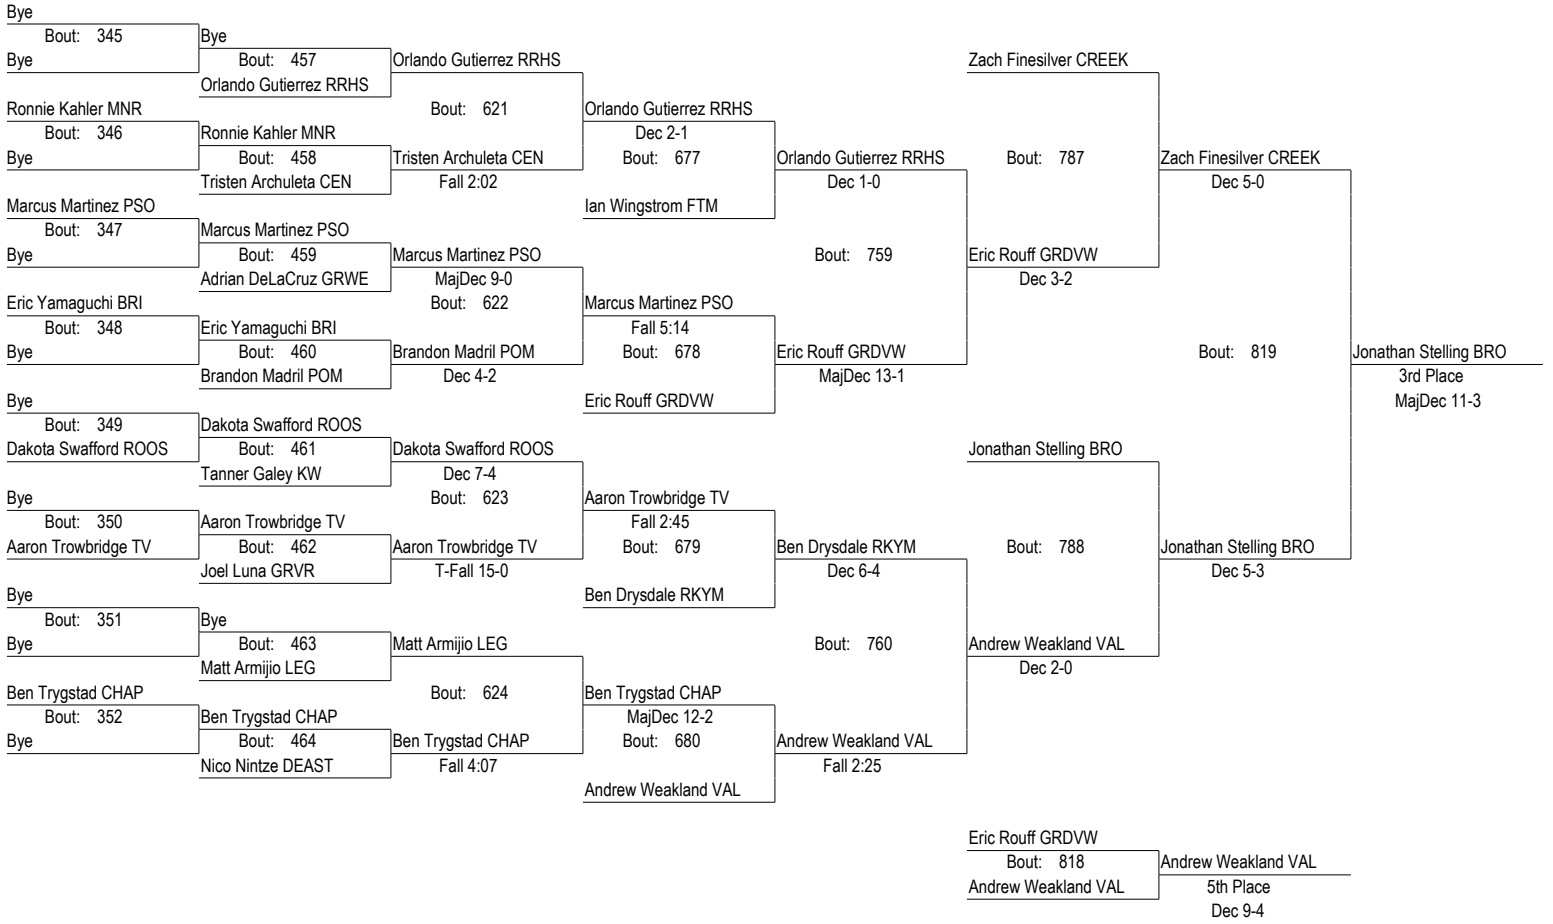 Bye
Bout: 345
Bye
Bye
Bout: 457
Orlando Gutierrez RRHS
Orlando Gutierrez RRHS
Zach Finesilver CREEK
Ronnie Kahler MNR
Bout: 346
Bye
Bout: 621
Orlando Gutierrez RRHS
Dec 2-1
Ronnie Kahler MNR
Bout: 458
Tristen Archuleta CEN
Tristen Archuleta CEN
Fall 2:02
Bout: 677
Orlando Gutierrez RRHS
Dec 1-0
Bout: 787
Zach Finesilver CREEK
Dec 5-0
Marcus Martinez PSO
Bout: 347
Bye
Ian Wingstrom FTM
Marcus Martinez PSO
Bout: 459
Adrian DeLaCruz GRWE
Marcus Martinez PSO
MajDec 9-0
Bout: 759
Eric Rouff GRDVW
Dec 3-2
Eric Yamaguchi BRI
Bout: 348
Bye
Bout: 622
Marcus Martinez PSO
Fall 5:14
Eric Yamaguchi BRI
Bout: 460
Brandon Madril POM
Brandon Madril POM
Dec 4-2
Bout: 678
Eric Rouff GRDVW
MajDec 13-1
Bout: 819
Jonathan Stelling BRO
3rd Place
MajDec 11-3
Bye
Bout: 349
Dakota Swafford ROOS
Eric Rouff GRDVW
Dakota Swafford ROOS
Bout: 461
Tanner Galey KW
Dakota Swafford ROOS
Dec 7-4
Jonathan Stelling BRO
Bye
Bout: 350
Aaron Trowbridge TV
Bout: 623
Aaron Trowbridge TV
Fall 2:45
Aaron Trowbridge TV
Bout: 462
Joel Luna GRVR
Aaron Trowbridge TV
T-Fall 15-0
Bout: 679
Ben Drysdale RKYM
Dec 6-4
Bout: 788
Jonathan Stelling BRO
Dec 5-3
Bye
Bout: 351
Bye
Ben Drysdale RKYM
Bye
Bout: 463
Matt Armijio LEG
Matt Armijio LEG
Bout: 760
Andrew Weakland VAL
Dec 2-0
Ben Trygstad CHAP
Bout: 352
Bye
Bout: 624
Ben Trygstad CHAP
MajDec 12-2
Ben Trygstad CHAP
Bout: 464
Nico Nintze DEAST
Ben Trygstad CHAP
Fall 4:07
Bout: 680
Andrew Weakland VAL
Fall 2:25
Andrew Weakland VAL
Eric Rouff GRDVW
Bout: 818
Andrew Weakland VAL
Andrew Weakland VAL
5th Place
Dec 9-4